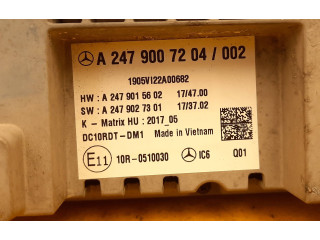 A 247 900 72 04 / 002
1905VI22A00682
HW : A 247 901 56 02 17/47.00
SW : A 247 902 73 01 17/37.02
K - Matrix HU : 2017_05
DC10RDT-DM1 Made in Vietnam
E11 10R-0510030 IC6 Q01